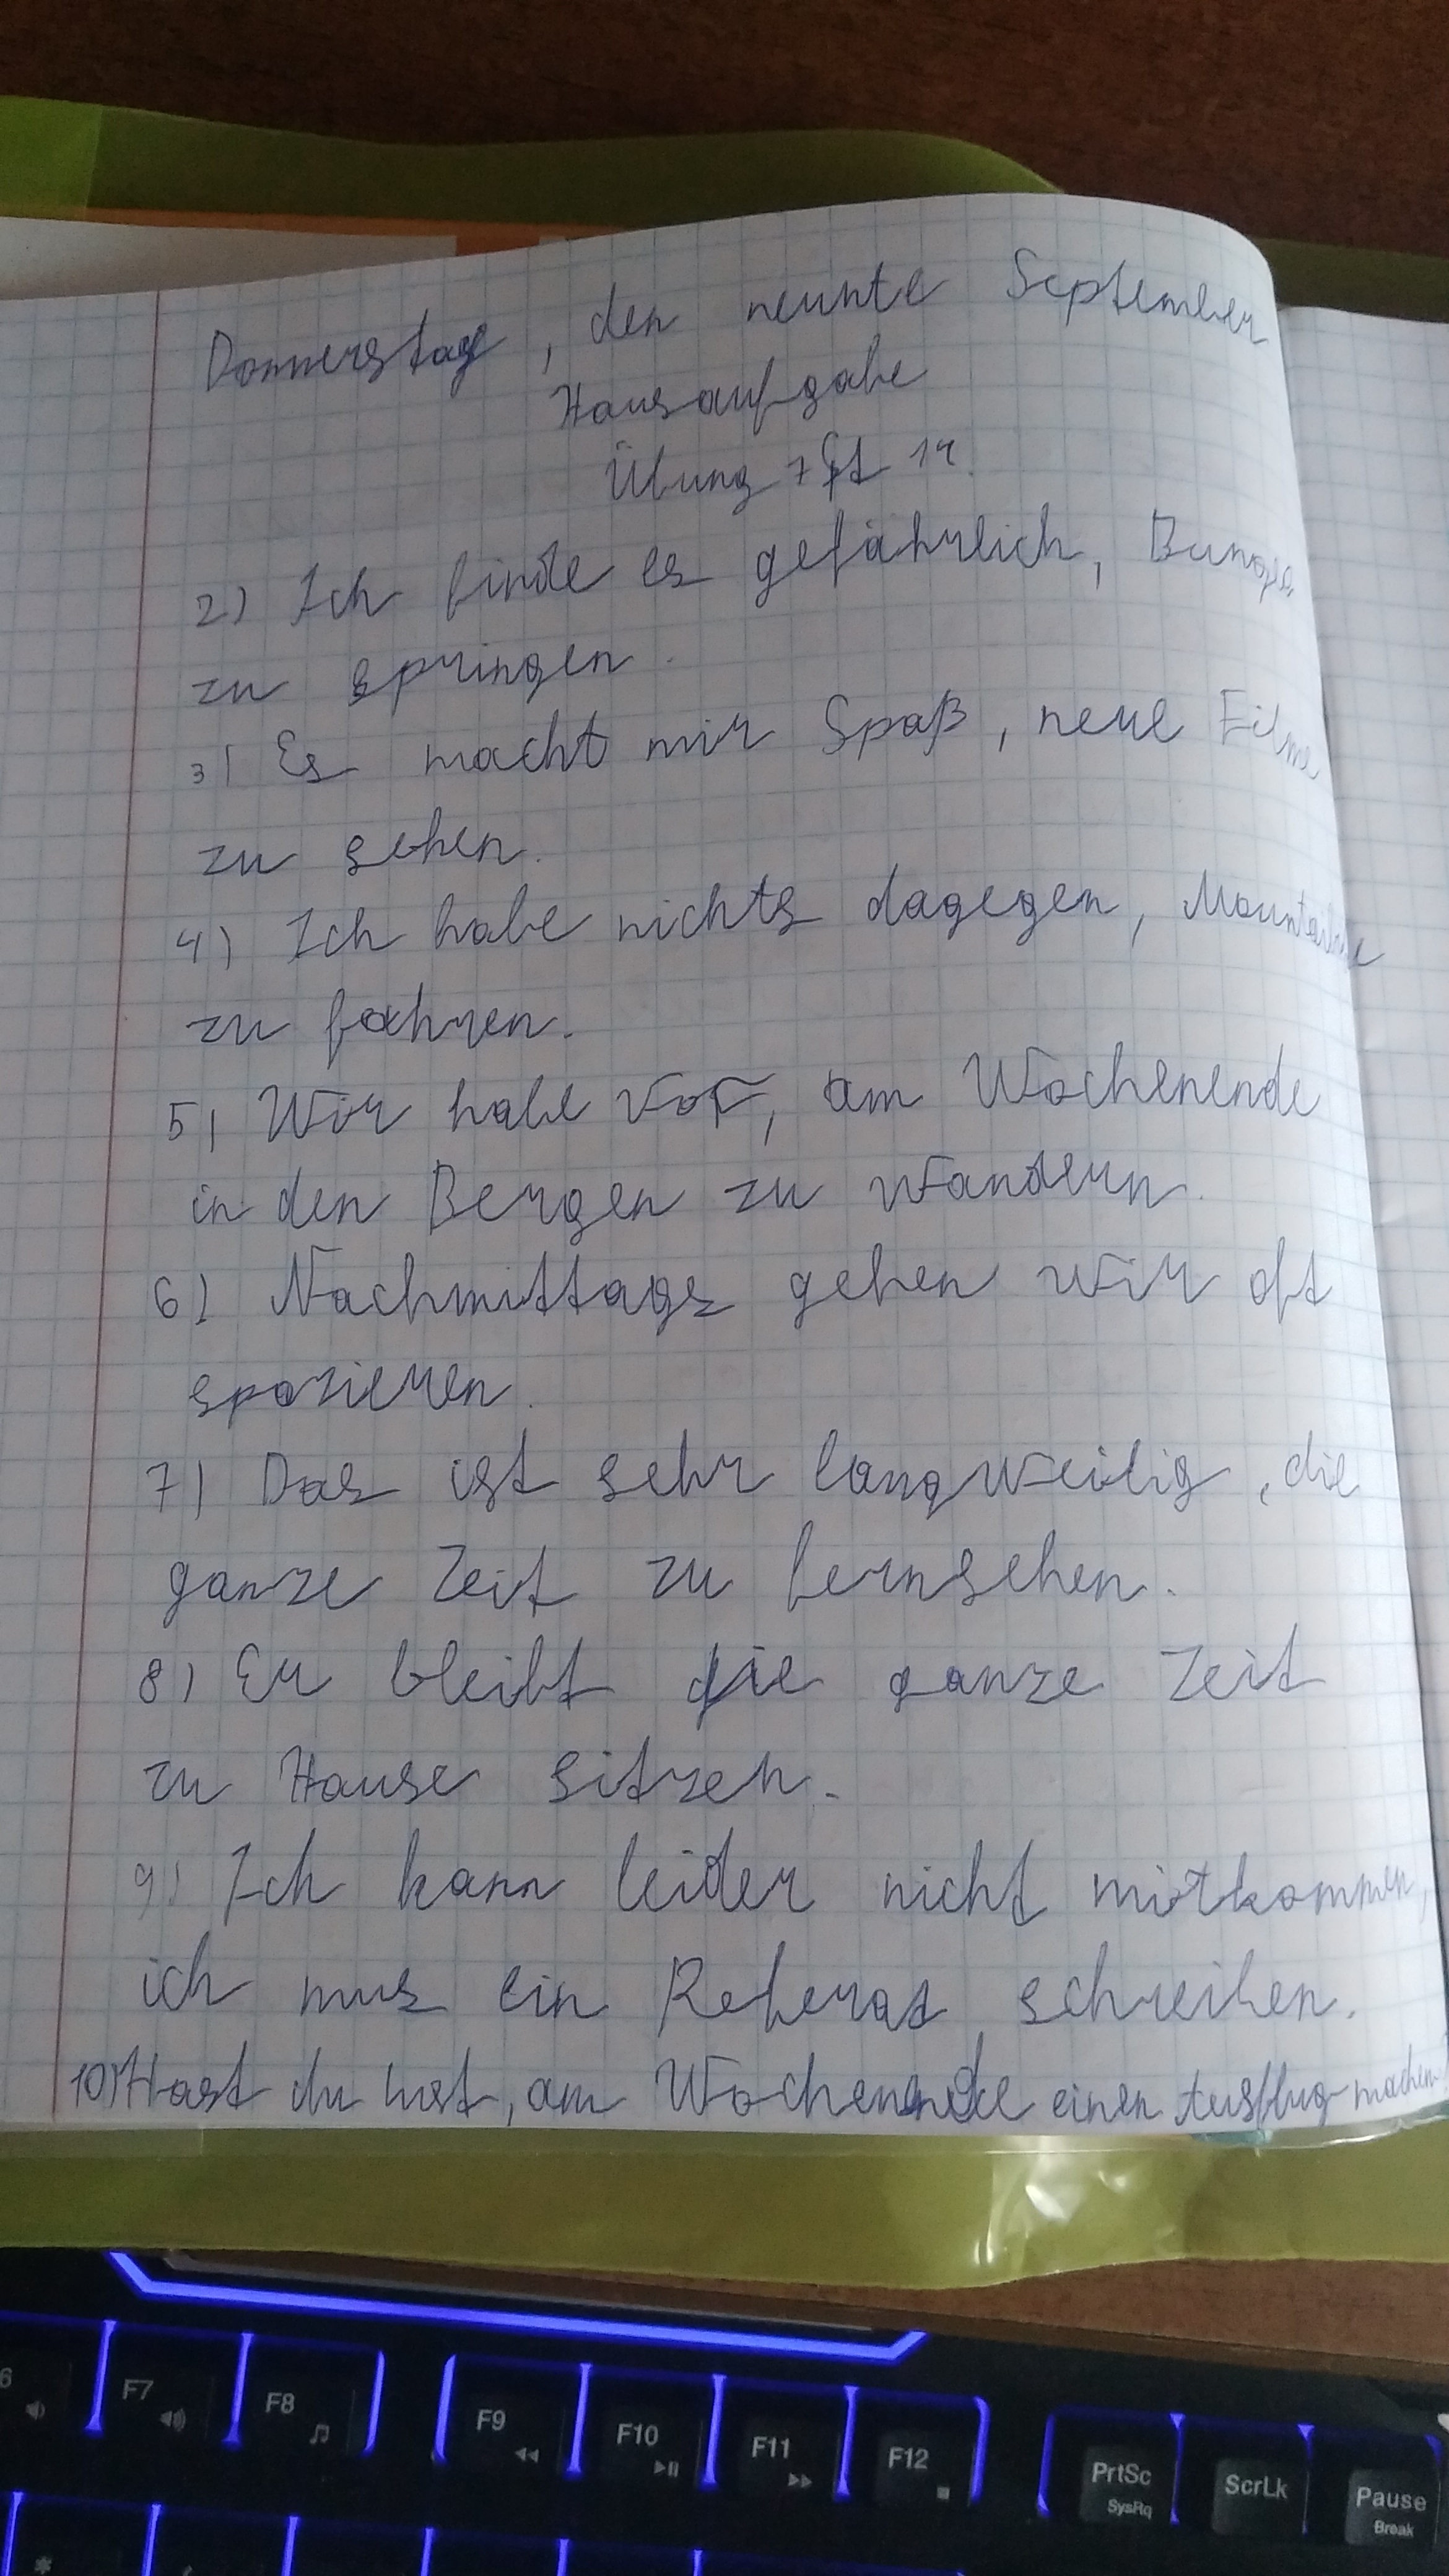 Donnerstag, den neunte September
Hausaufgabe
Übung 7 14.
2) Ich finde es gefährlich,
zu springen.
3) Es macht mir Spaß, neue Filme
zu sehen.
4) Ich habe nichts dagegen,
zu fahren.
5) Wir habe vor, am Wochenende
in den Bergen zu wandern.
6) Nachmittags gehen wir oft
spazieren.
7) Das ist sehr langweilig, die
ganze Zeit zu fernsehen.
8) Er bleibt die ganze Zeit
zu Hause sitzen.
9) Ich kann leider nicht mitkommen,
ich mus ein Referat schreiben.
10) Hast du lust, am Wochenende einen Ausflug machen
6 F7 F8 F9 F10 F11 F12 PrtSc SysRq ScrLk Pause Break
*